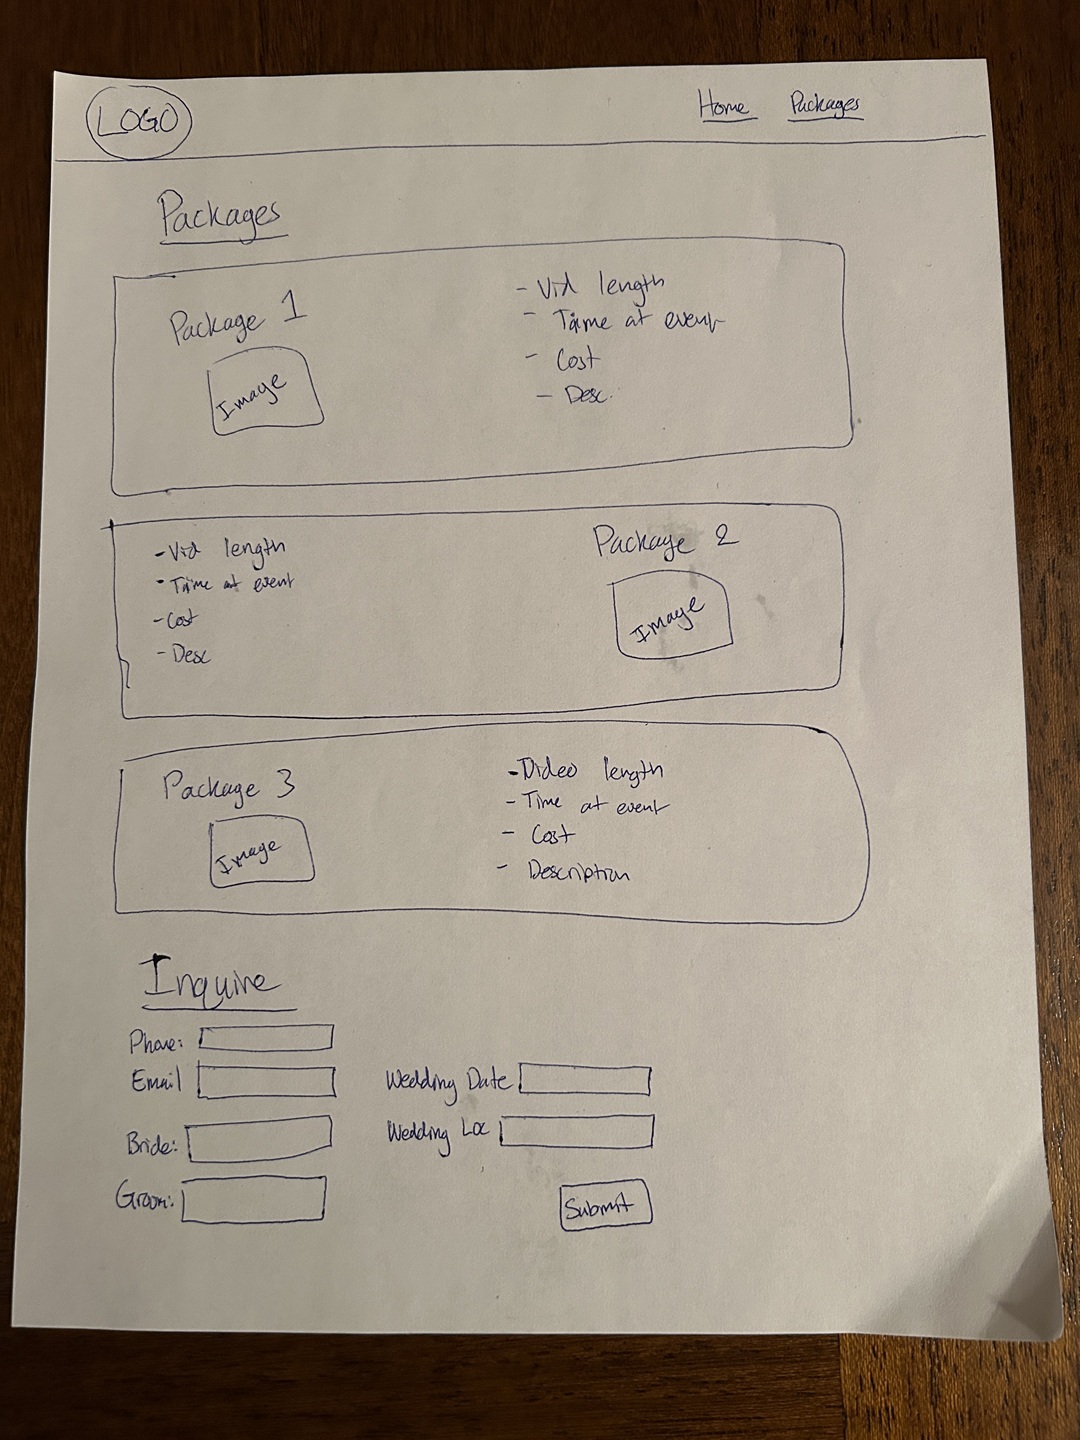 LOGO
Home Packages
Packages
Package 1
Image
- Vid length
- Time at event
- Cost
- Desc.
- Vid length
- Time at event
- Cost
- Desc
Package 2
Image
Package 3
Image
- Video length
- Time at event
- Cost
- Description
Inquire
Phone:
Email
Bride:
Groom:
Wedding Date
Wedding Loc
Submit